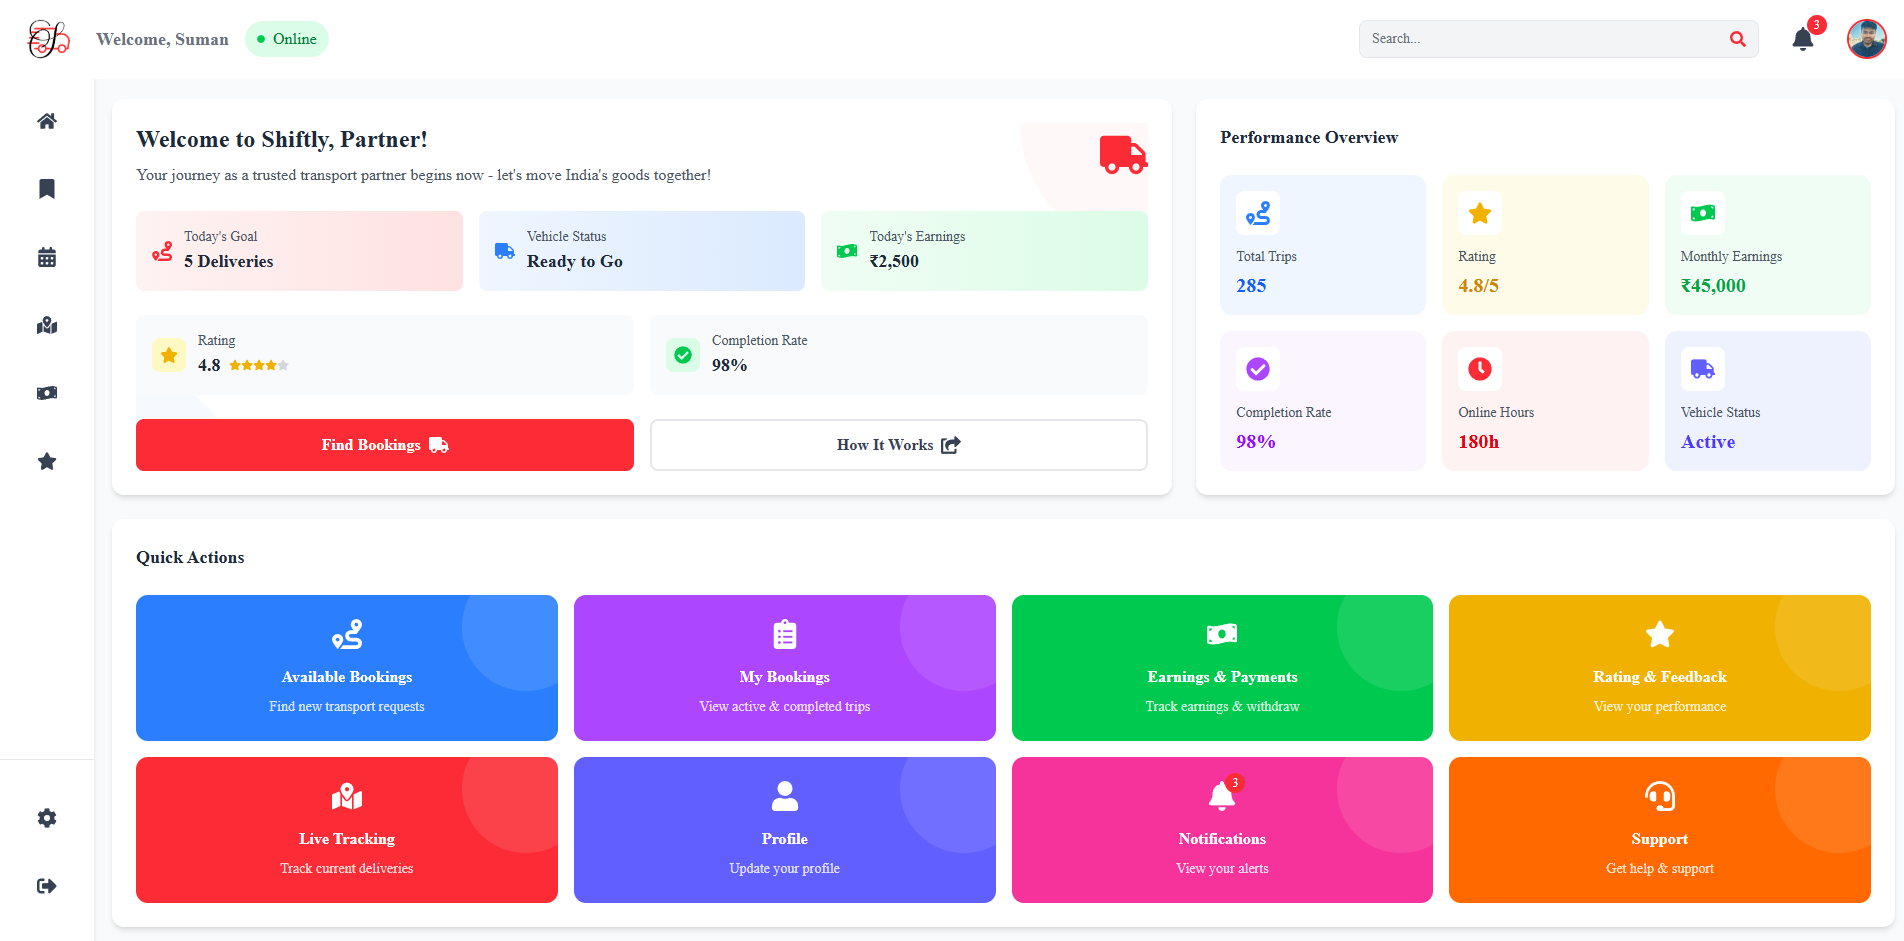 Welcome, Suman
Online
Search...
3
Welcome to Shiftly, Partner!
Your journey as a trusted transport partner begins now - let's move India's goods together!
Today's Goal
5 Deliveries
Vehicle Status
Ready to Go
Today's Earnings
₹2,500
Rating
4.8
Completion Rate
98%
Find Bookings
How It Works
Performance Overview
Total Trips
285
Rating
4.8/5
Monthly Earnings
₹45,000
Completion Rate
98%
Online Hours
180h
Vehicle Status
Active
Quick Actions
Available Bookings
Find new transport requests
My Bookings
View active & completed trips
Earnings & Payments
Track earnings & withdraw
Rating & Feedback
View your performance
Live Tracking
Track current deliveries
Profile
Update your profile
3
Notifications
View your alerts
Support
Get help & support